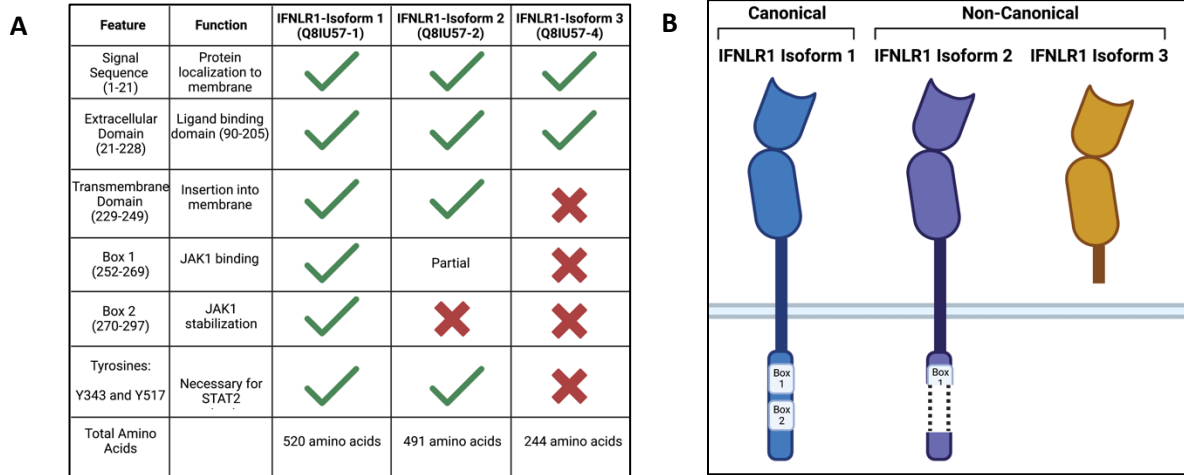 A
Feature
Function
IFNLR1-Isoform 1
(Q8IU57-1)
IFNLR1-Isoform 2
(Q8IU57-2)
IFNLR1-Isoform 3
(Q8IU57-4)
Signal
Sequence
(1-21)
Protein
localization to
membrane
Extracellular
Domain
(21-228)
Ligand binding
domain (90-205)
Transmembrane
Domain
(229-249)
Insertion into
membrane
Box 1
(252-269)
JAK1 binding
Partial
Box 2
(270-297)
JAK1
stabilization
Tyrosines:
Y343 and Y517
Necessary for
STAT2
Total Amino
Acids
520 amino acids
491 amino acids
244 amino acids
B
Canonical
Non-Canonical
IFNLR1 Isoform 1
IFNLR1 Isoform 2
IFNLR1 Isoform 3
Box
1
Box
2
Box
1